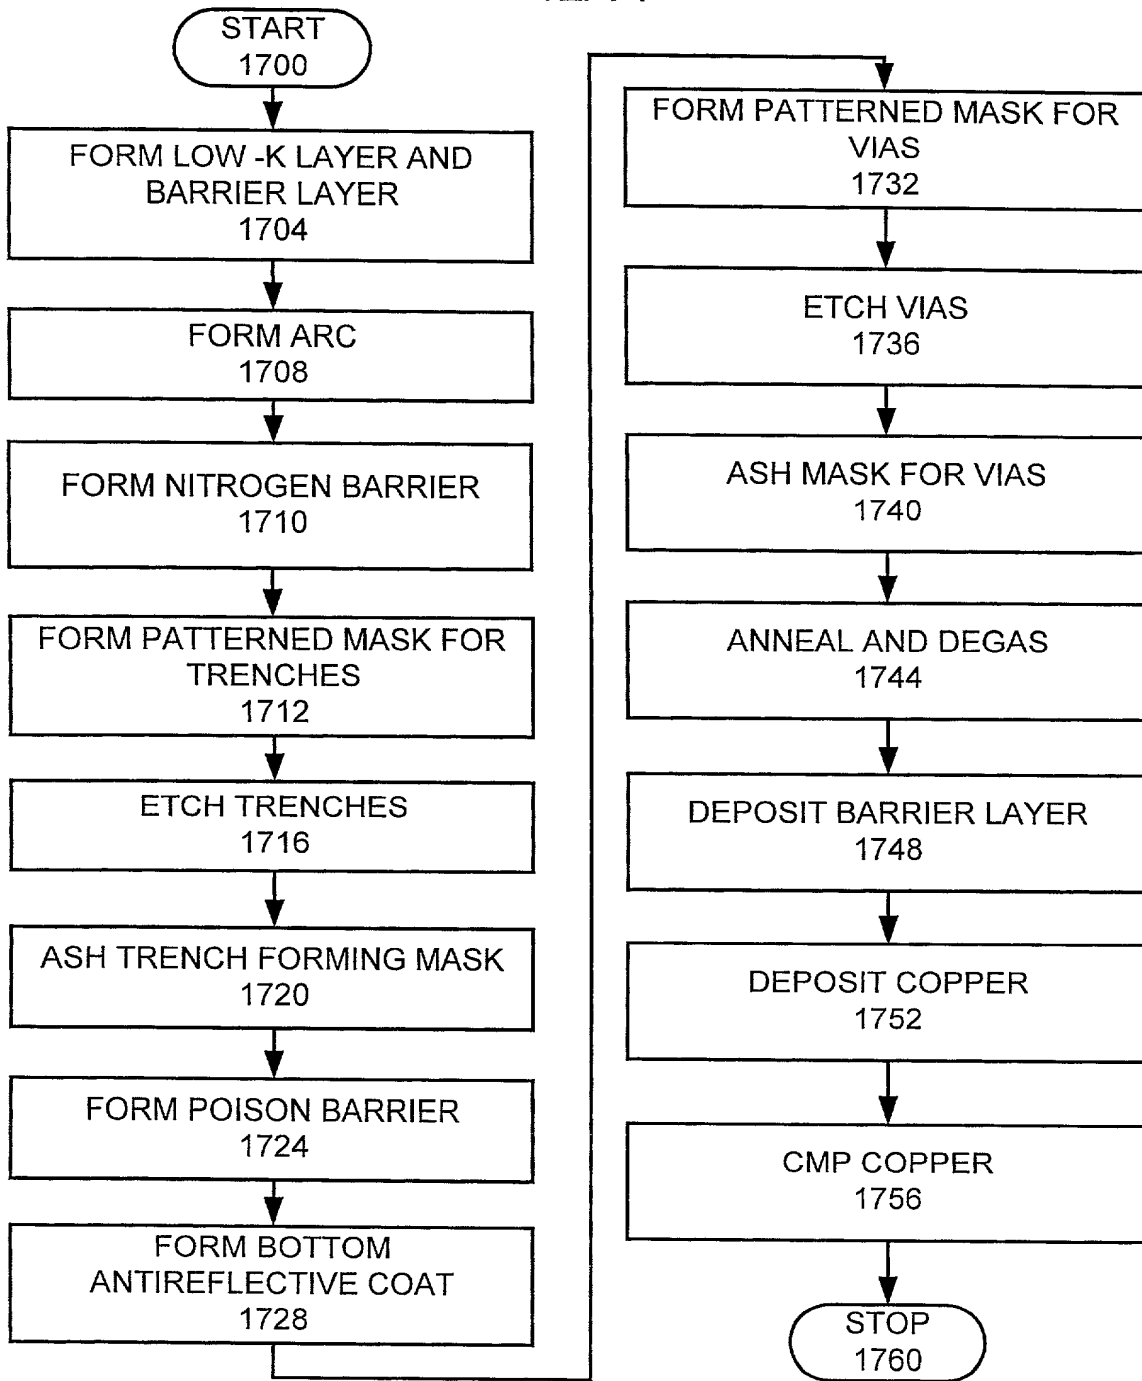 START
1700
FORM LOW -K LAYER AND
BARRIER LAYER
1704
FORM ARC
1708
FORM NITROGEN BARRIER
1710
FORM PATTERNED MASK FOR
TRENCHES
1712
ETCH TRENCHES
1716
ASH TRENCH FORMING MASK
1720
FORM POISON BARRIER
1724
FORM BOTTOM
ANTIREFLECTIVE COAT
1728
FORM PATTERNED MASK FOR
VIAS
1732
ETCH VIAS
1736
ASH MASK FOR VIAS
1740
ANNEAL AND DEGAS
1744
DEPOSIT BARRIER LAYER
1748
DEPOSIT COPPER
1752
CMP COPPER
1756
STOP
1760